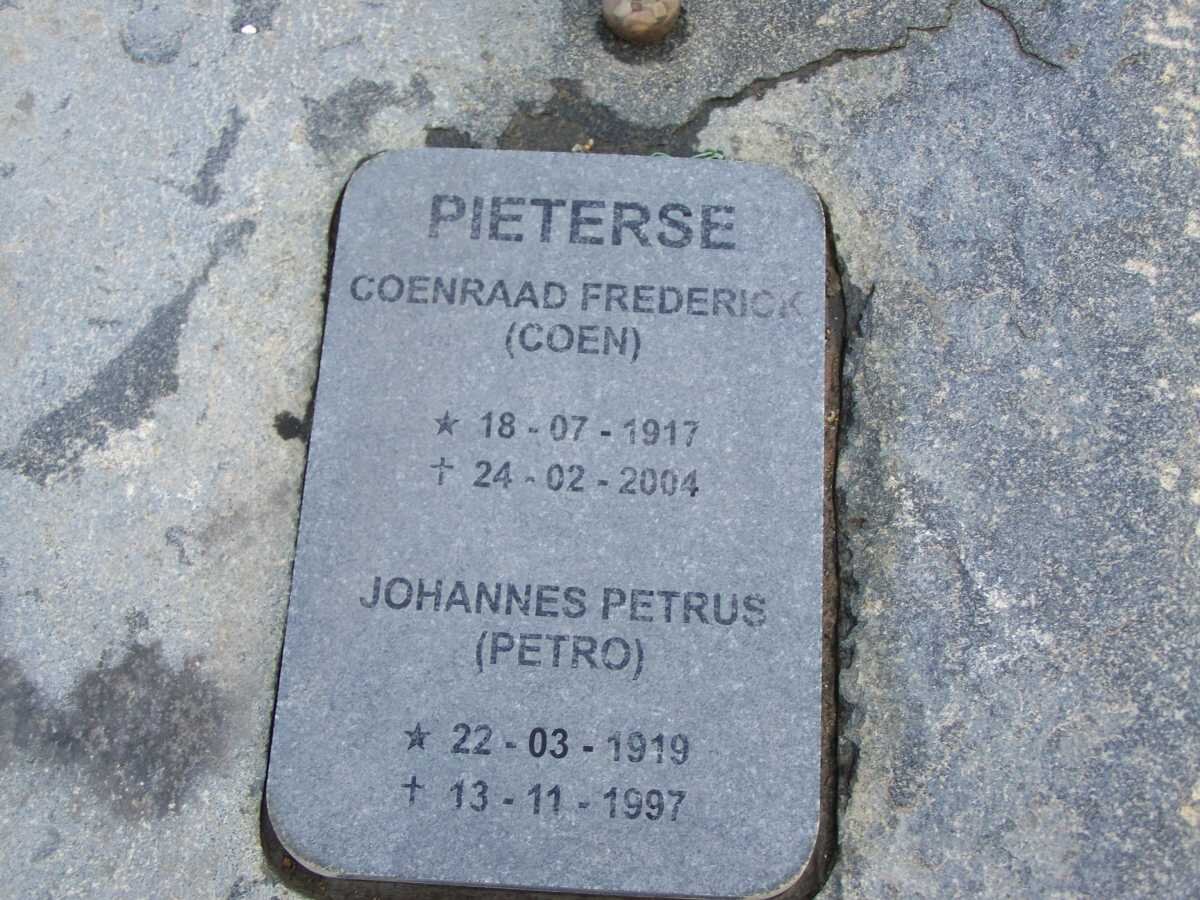 PIETERSE
COENRAAD FREDERICK
(COEN)
★ 18 - 07 - 1917
† 24 - 02 - 2004
JOHANNES PETRUS
(PETRO)
★ 22 - 03 - 1919
† 13 - 11 - 1997